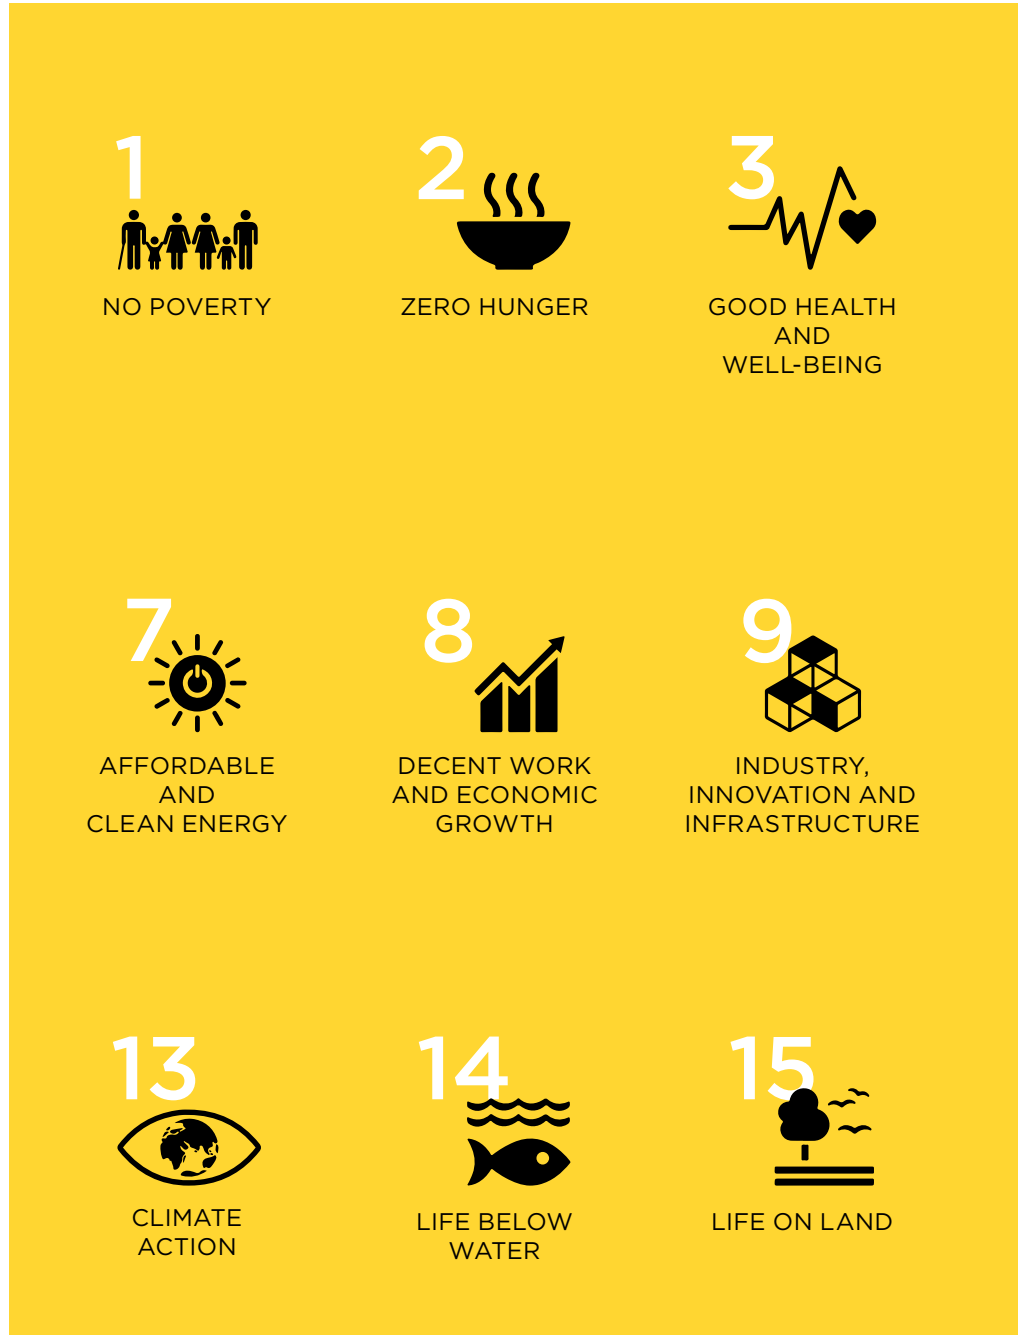 1
NO POVERTY
2
ZERO HUNGER
3
GOOD HEALTH
AND
WELL-BEING
7
AFFORDABLE
AND
CLEAN ENERGY
8
DECENT WORK
AND ECONOMIC
GROWTH
9
INDUSTRY,
INNOVATION AND
INFRASTRUCTURE
13
CLIMATE
ACTION
14
LIFE BELOW
WATER
15
LIFE ON LAND